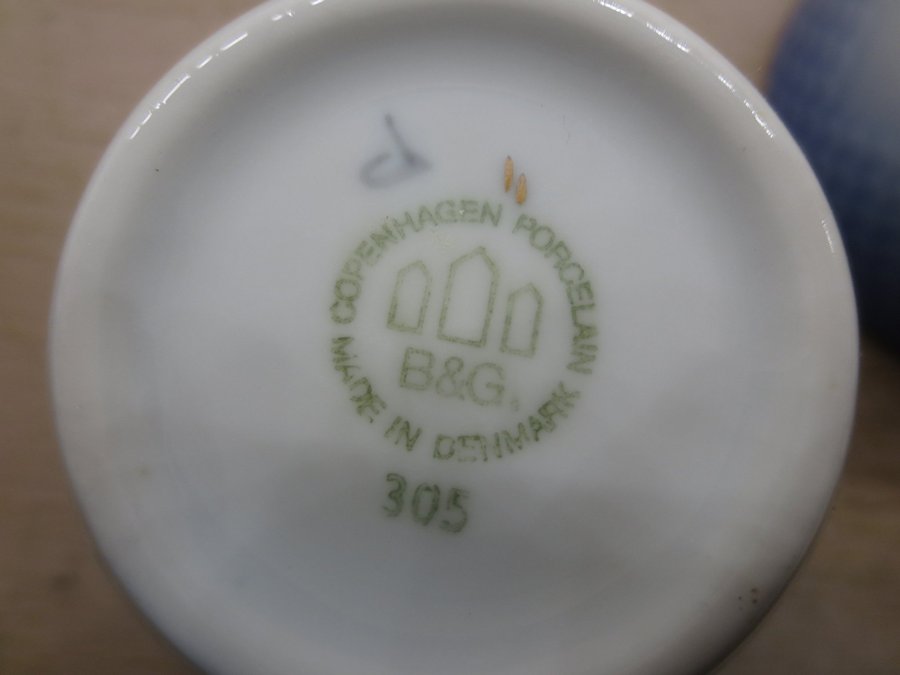 d
COPENHAGEN PORCELAIN
B&G.
MADE IN DENMARK
305